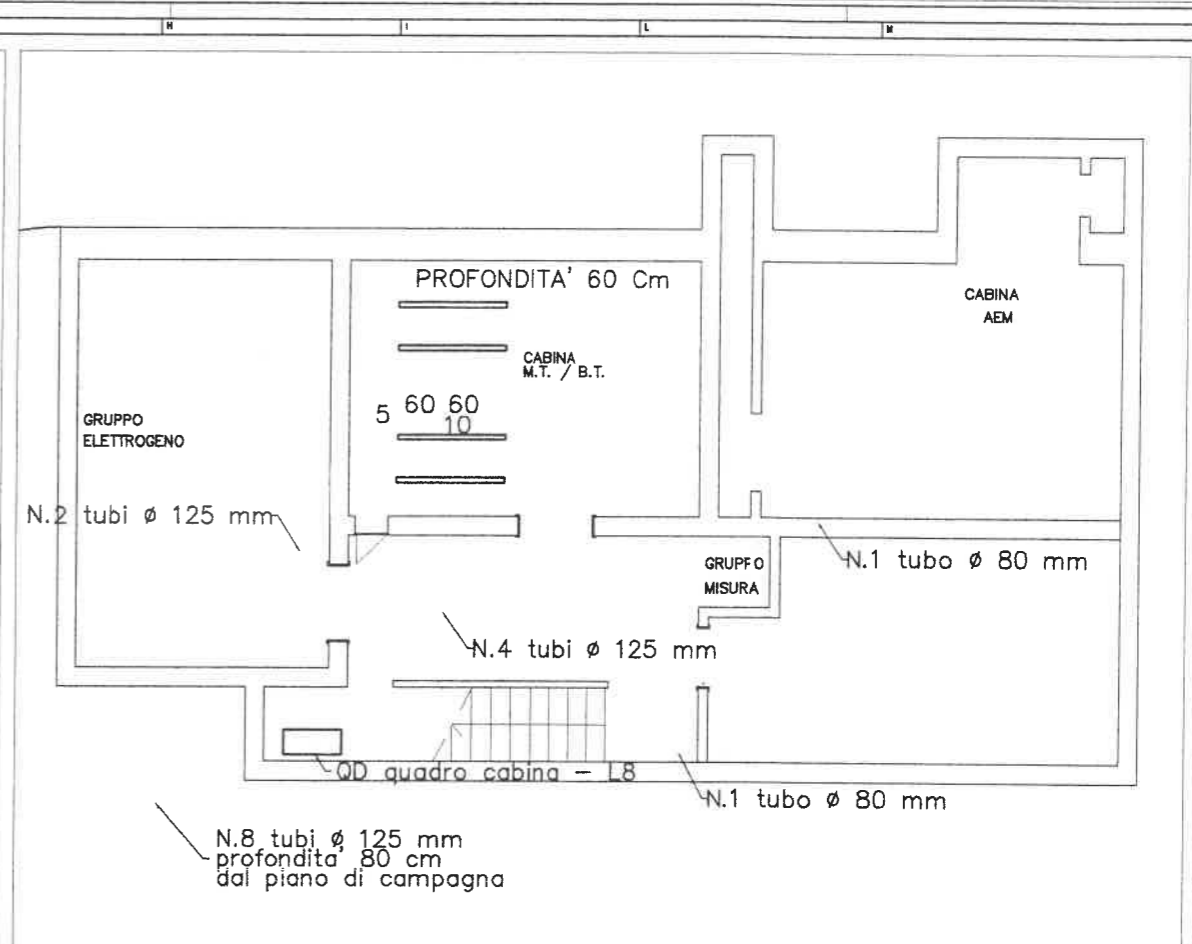 H
I
L
M
PROFONDITA' 60 Cm
CABINA
AEM
CABINA
M.T. / B.T.
5 60 60
10
GRUPPO
ELETTROGENO
N.2 tubi ø 125 mm
GRUPPO
MISURA
N.1 tubo ø 80 mm
N.4 tubi ø 125 mm
QD quadro cabina - L8
N.1 tubo ø 80 mm
N.8 tubi ø 125 mm
profondita' 80 cm
dal piano di campagna